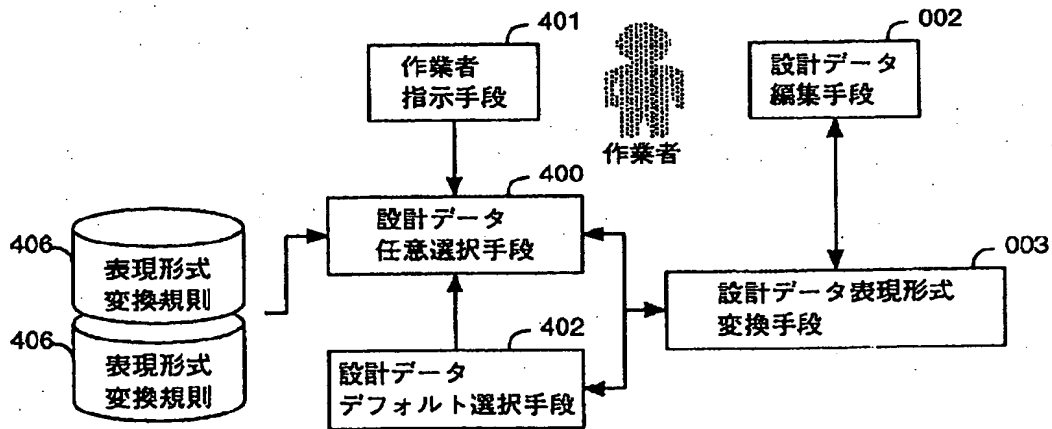 401
作業者
指示手段
作業者
002
設計データ
編集手段
400
設計データ
任意選択手段
406
表現形式
変換規則
406
表現形式
変換規則
402
設計データ
デフォルト選択手段
003
設計データ表現形式
変換手段